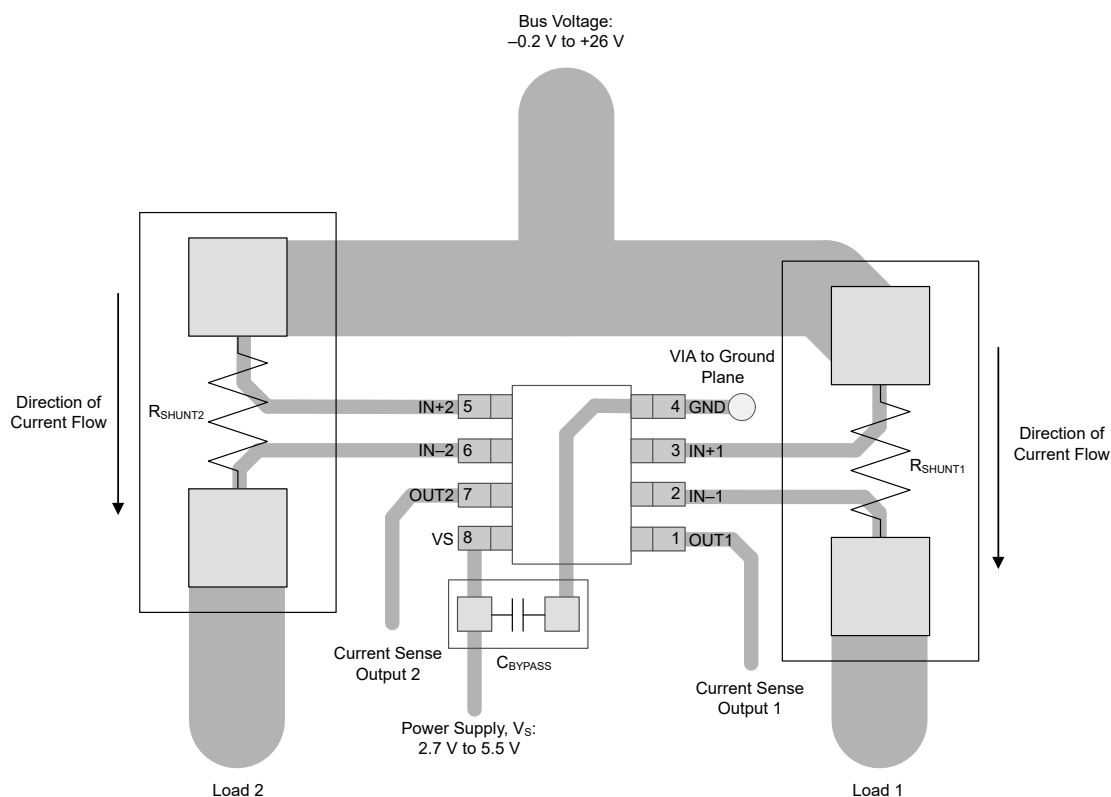 Bus Voltage:
–0.2 V to +26 V
VIA to Ground
Plane
Direction of
Current Flow
RSHUNT2
IN+2 5
4 GND
IN–2 6
3 IN+1
Direction of
Current Flow
RSHUNT1
OUT2 7
2 IN–1
VS 8
1 OUT1
Current Sense
Output 2
CBYPASS
Current Sense
Output 1
Power Supply, VS:
2.7 V to 5.5 V
Load 2
Load 1